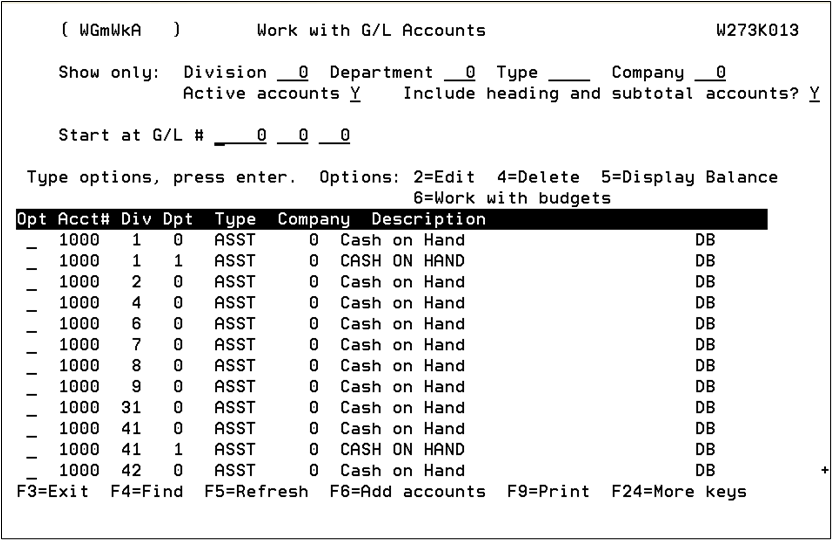 ( WGmWkA   )          Work with G/L Accounts                              W273K013
Show only:   Division   0   Department   0   Type ____   Company   0
Active accounts Y     Include heading and subtotal accounts? Y
Start at G/L # _    0   0   0
Type options, press enter.   Options: 2=Edit   4=Delete   5=Display Balance
6=Work with budgets
Opt Acct# Div Dpt   Type   Company   Description
_   1000   1   0   ASST   0   Cash on Hand   DB
_   1000   1   1   ASST   0   CASH ON HAND   DB
_   1000   2   0   ASST   0   Cash on Hand   DB
_   1000   4   0   ASST   0   Cash on Hand   DB
_   1000   6   0   ASST   0   Cash on Hand   DB
_   1000   7   0   ASST   0   Cash on Hand   DB
_   1000   8   0   ASST   0   Cash on Hand   DB
_   1000   9   0   ASST   0   Cash on Hand   DB
_   1000   31   0   ASST   0   Cash on Hand   DB
_   1000   41   0   ASST   0   Cash on Hand   DB
_   1000   41   1   ASST   0   CASH ON HAND   DB
_   1000   42   0   ASST   0   Cash on Hand   DB   +
F3=Exit   F4=Find   F5=Refresh   F6=Add accounts   F9=Print   F24=More keys